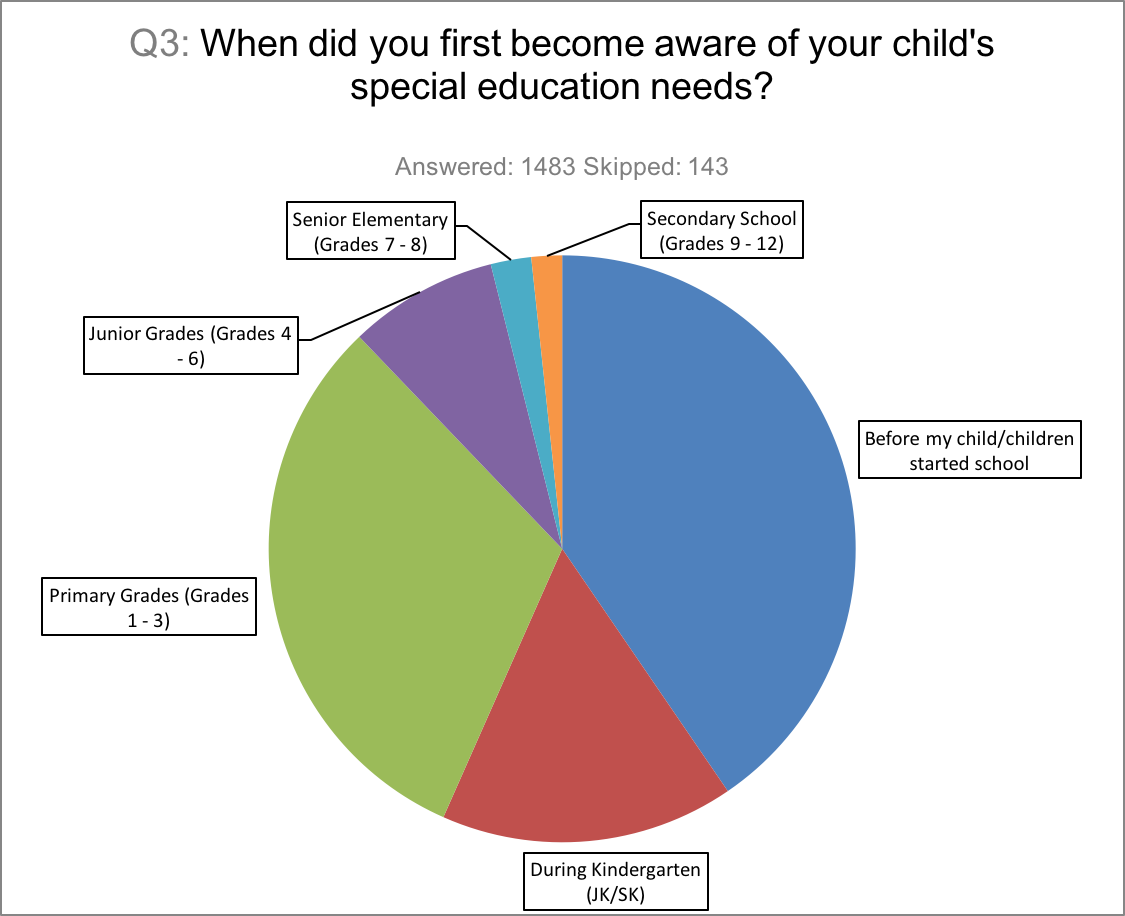 Q3: When did you first become aware of your child's
special education needs?
Answered: 1483 Skipped: 143
Senior Elementary
(Grades 7 - 8)
Secondary School
(Grades 9 - 12)
Junior Grades (Grades 4
- 6)
Before my child/children
started school
Primary Grades (Grades
1 - 3)
During Kindergarten
(JK/SK)